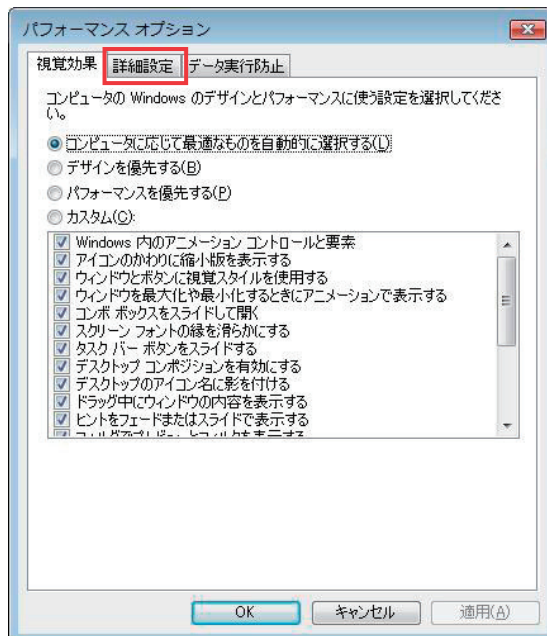 パフォーマンス オプション
視覚効果 詳細設定 データ実行防止
コンピュータの Windows のデザインとパフォーマンスに使う設定を選択してくださ
い。
コンピュータに応じて最適なものを自動的に選択する(L)
デザインを優先する(B)
パフォーマンスを優先する(P)
カスタム(C):
Windows 内のアニメーション コントロールと要素
アイコンのかわりに縮小版を表示する
ウィンドウとボタンに視覚スタイルを使用する
ウィンドウを最大化や最小化するときにアニメーションで表示する
コンボ ボックスをスライドして開く
スクリーン フォントの縁を滑らかにする
タスク バー ボタンをスライドする
デスクトップ コンポジションを有効にする
デスクトップのアイコン名に影を付ける
ドラッグ中にウィンドウの内容を表示する
ヒントをフェードまたはスライドで表示する
OK キャンセル 適用(A)